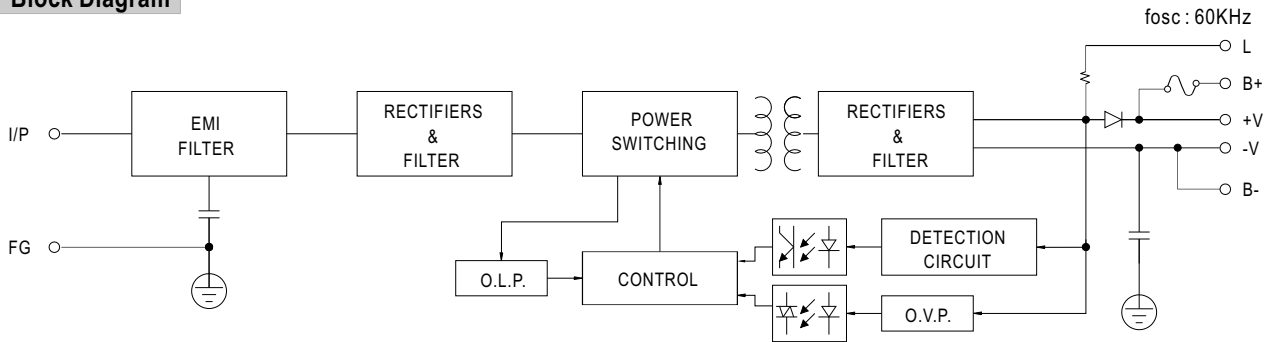 Block Diagram
fosc : 60KHz
L
B+
+V
-V
B-
I/P
FG
EMI
FILTER
RECTIFIERS
&
FILTER
POWER
SWITCHING
RECTIFIERS
&
FILTER
DETECTION
CIRCUIT
O.L.P.
CONTROL
O.V.P.